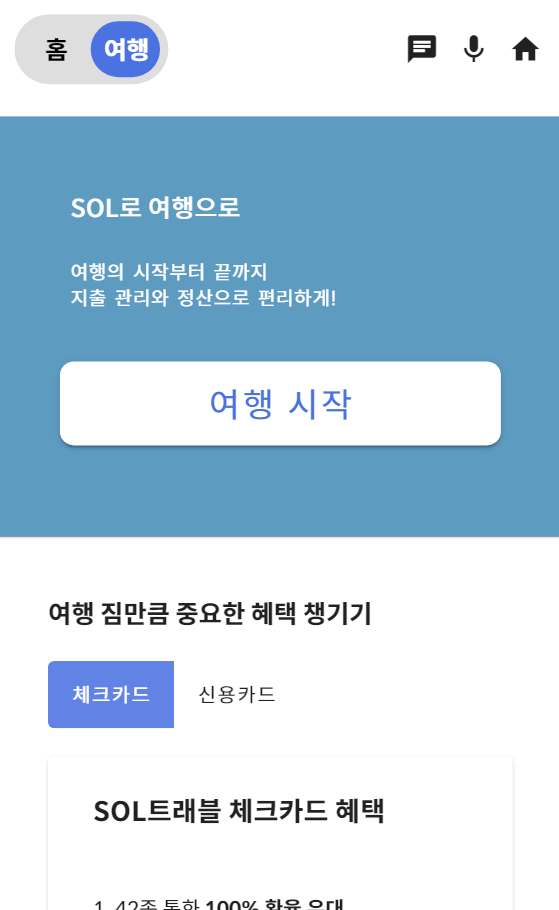 홈 여행
SOL로 여행으로
여행의 시작부터 끝까지
지출 관리와 정산으로 편리하게!
여행 시작
여행 짐만큼 중요한 혜택 챙기기
체크카드 신용카드
SOL트래블 체크카드 혜택
1. 42종 통화 100% 환율 우대